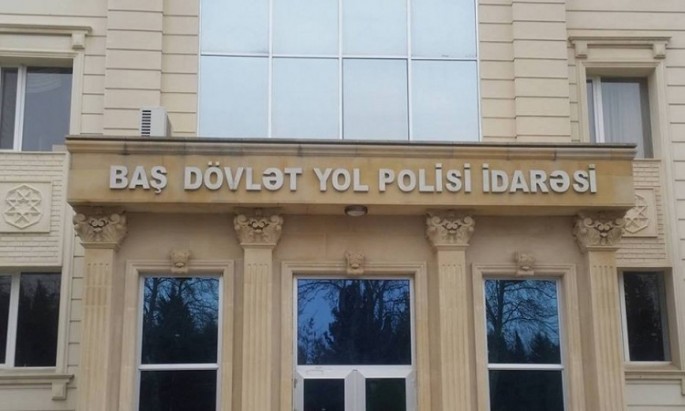 BAŞ DÖVLƏT YOL POLİSİ İDARƏSİ